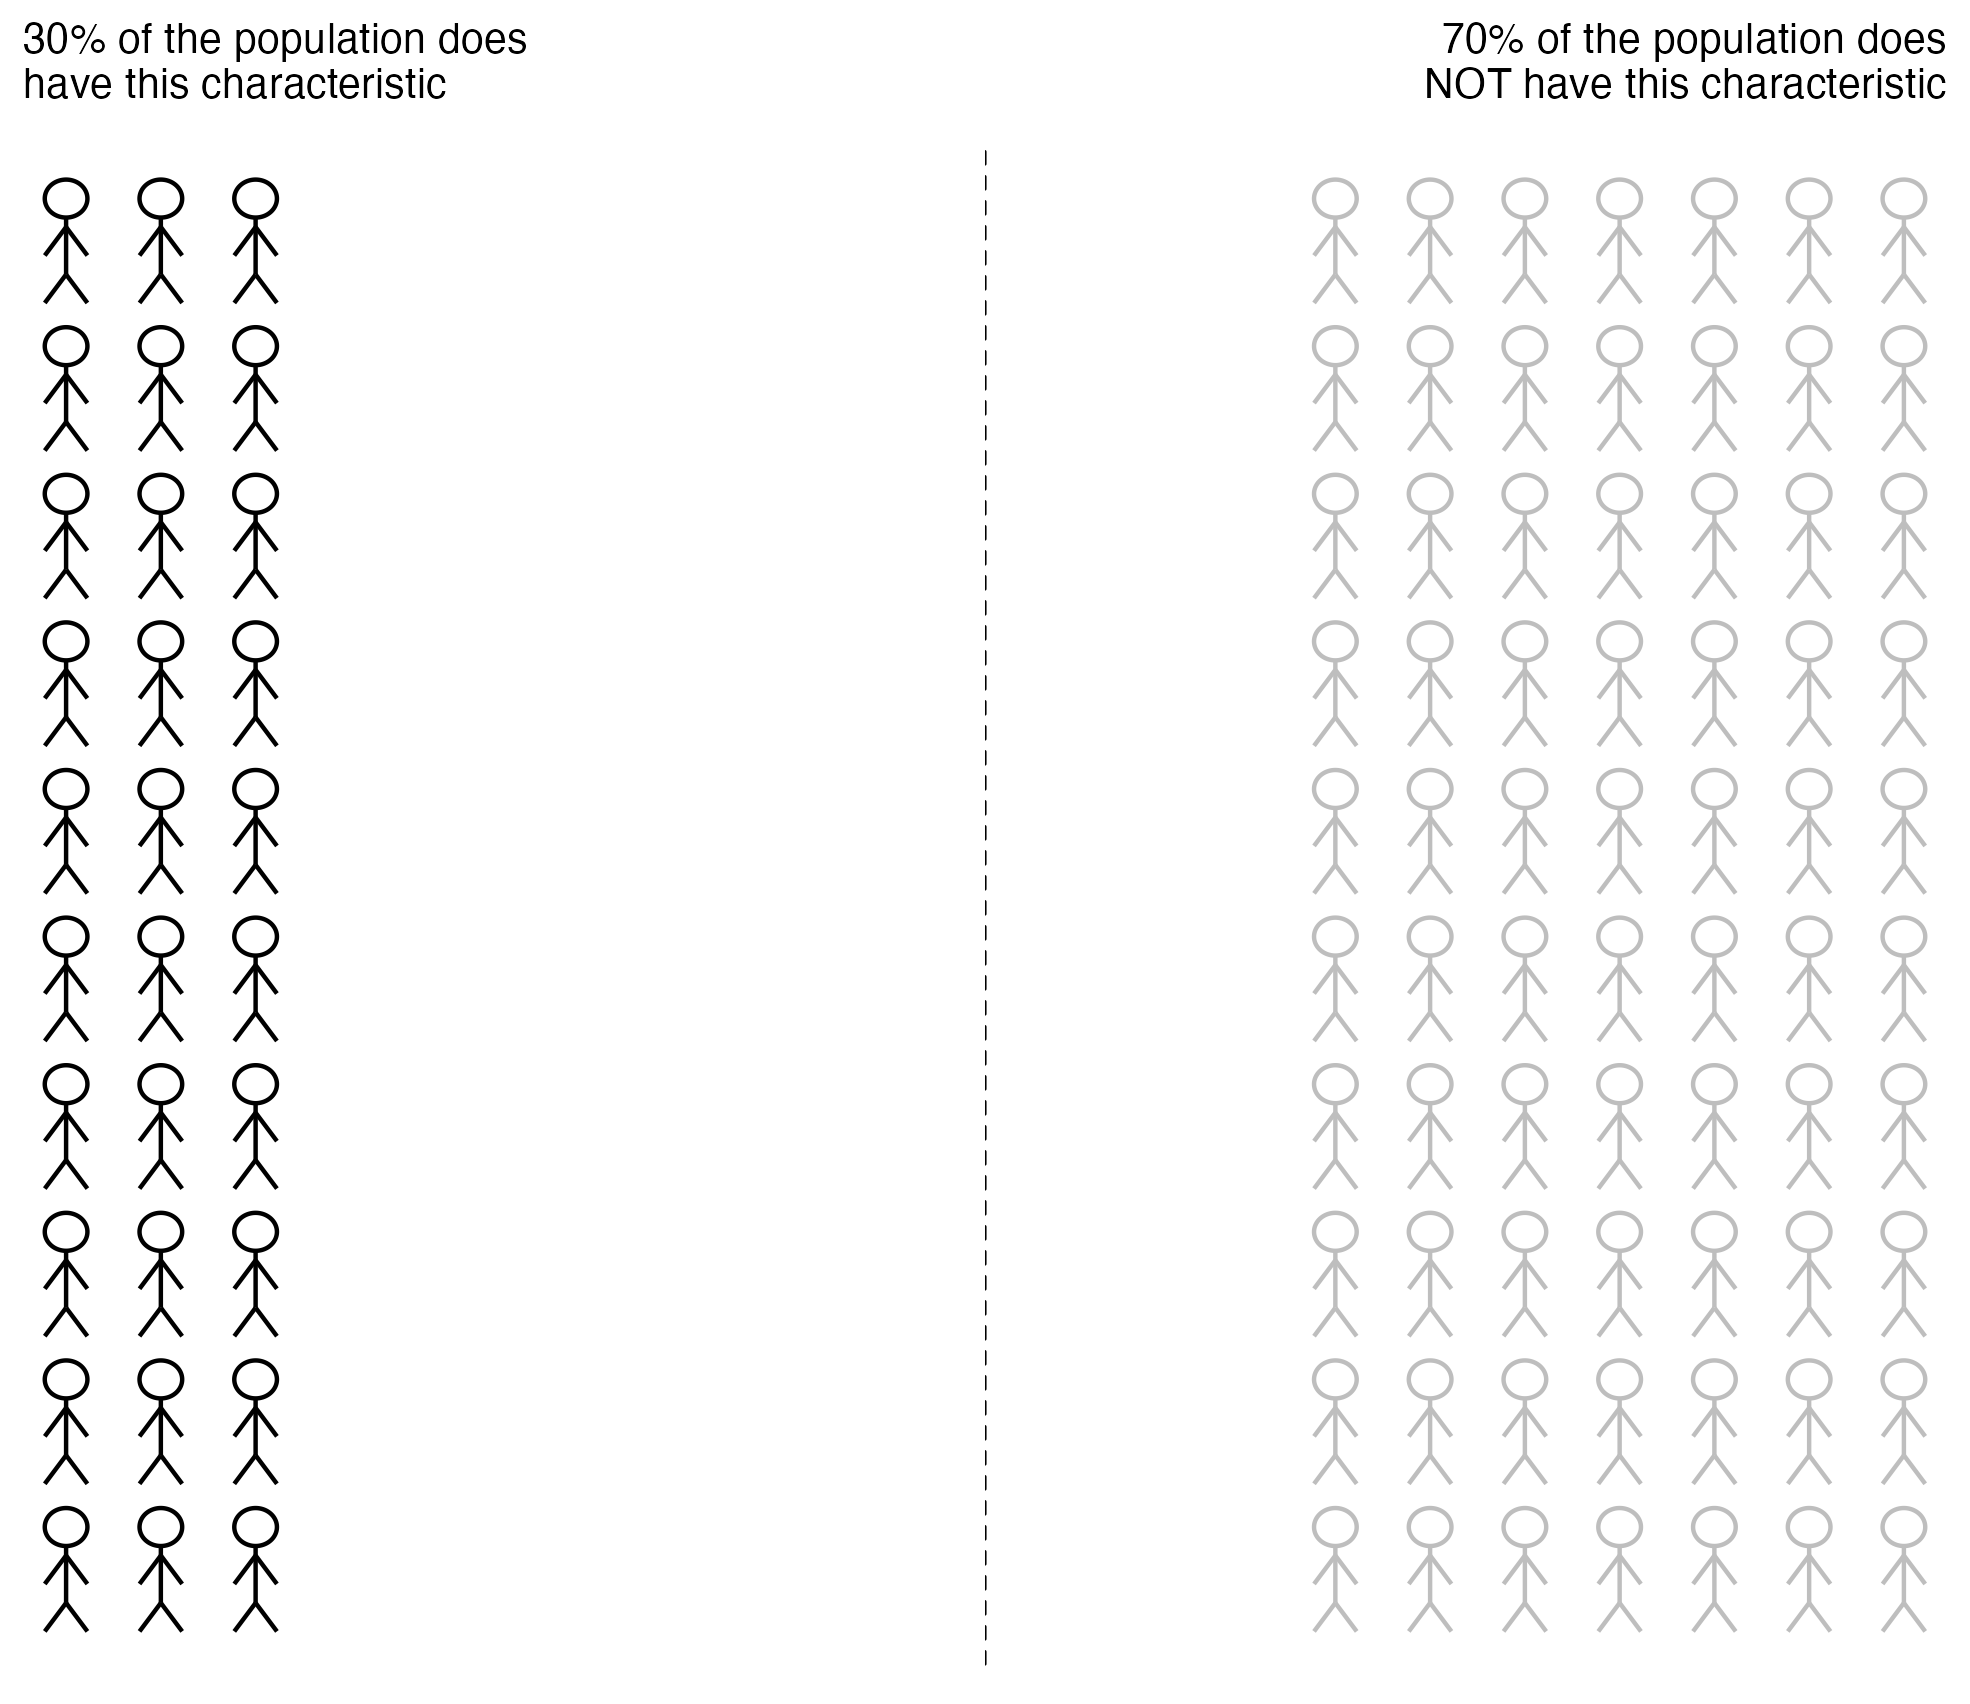 30% of the population does
have this characteristic
70% of the population does
NOT have this characteristic